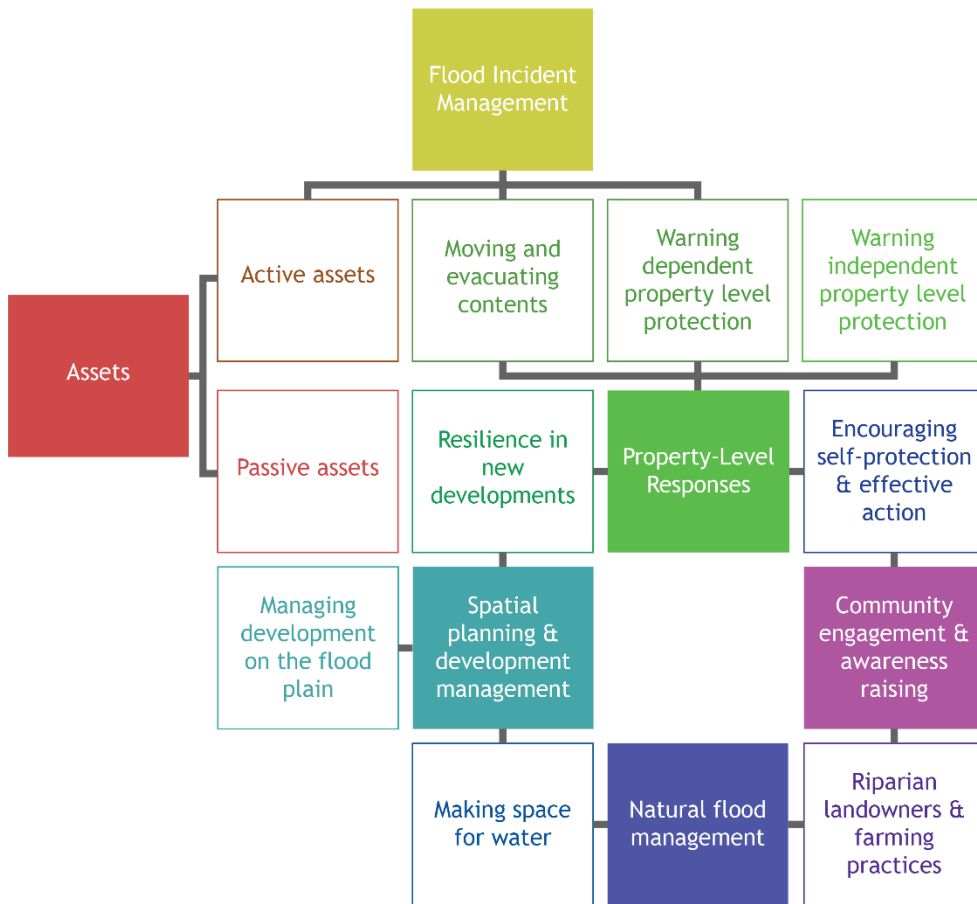 Flood Incident
Management
Active assets
Moving and
evacuating
contents
Warning
dependent
property level
protection
Warning
independent
property level
protection
Assets
Passive assets
Resilience in
new
developments
Property-Level
Responses
Encouraging
self-protection
& effective
action
Managing
development
on the flood
plain
Spatial
planning &
development
management
Community
engagement &
awareness
raising
Making space
for water
Natural flood
management
Riparian
landowners &
farming
practices